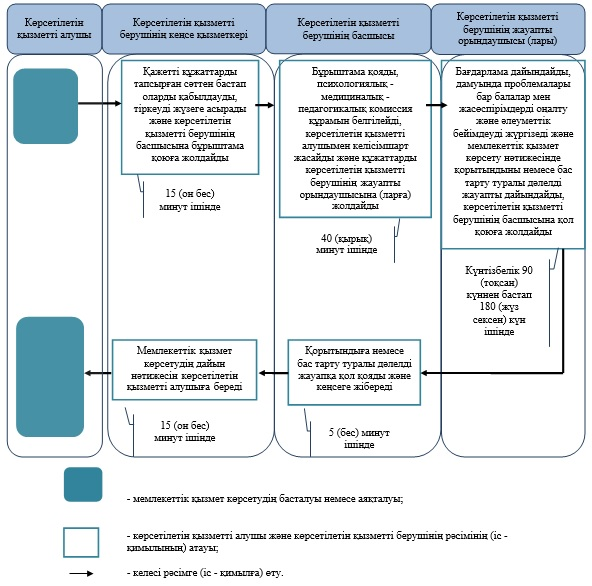 Көрсетілетін
қызметті алушы
Көрсетілетін қызметті
берушінің кеңсе қызметкері
Көрсетілетін қызметті
берушінің басшысы
Көрсетілетін қызметті
берушінің жауапты
орындаушысы (лары)
Қажетті құжаттарды
тапсырған сәттен бастап
оларды қабылдауды,
тіркеуді жүзеге асырады
және көрсетілетін
қызметті берушінің
басшысына бұрыштама
қоюға жолдайды
15 (он бес)
минут ішінде
Бұрыштама қояды,
психологиялық -
медициналық -
педагогикалық комиссия
құрамын белгілейді,
көрсетілетін қызметті
алушымен келісімшарт
жасайды және құжаттарды
көрсетілетін қызметті
берушінің жауапты
орындаушысына (ларға)
жолдайды
40 (қырық)
минут ішінде
Бағдарлама дайындайды,
дамуында проблемалары
бар балалар мен
жасөспірімдерді оңалту
және әлеуметтік
бейімдеуді жүргізеді және
мемлекеттік қызмет
көрсету нәтижесінде
қорытындыны немесе бас
тарту туралы дәлелді
жауапты дайындайды,
көрсетілетін қызметті
берушінің басшысына қол
қоюға жолдайды
Күнтізбелік 90
(тоқсан)
күннен бастап
180 (жүз
сексен) күн
ішінде
Мемлекеттік қызмет
көрсетудің дайын
нәтижесін көрсетілетін
қызметті алушыға береді
15 (он бес)
минут ішінде
Қорытындыға немесе
бас тарту туралы дәлелді
жауапқа қол қояды және
кеңсеге жібереді
5 (бес) минут
ішінде
- мемлекеттік қызмет көрсетудің басталуы немесе аяқталуы;
- көрсетілетін қызметті алушы және көрсетілетін қызметті берушінің рәсімінің (іс -
қимылының) атауы;
- келесі рәсімге (іс - қимылға) өту.